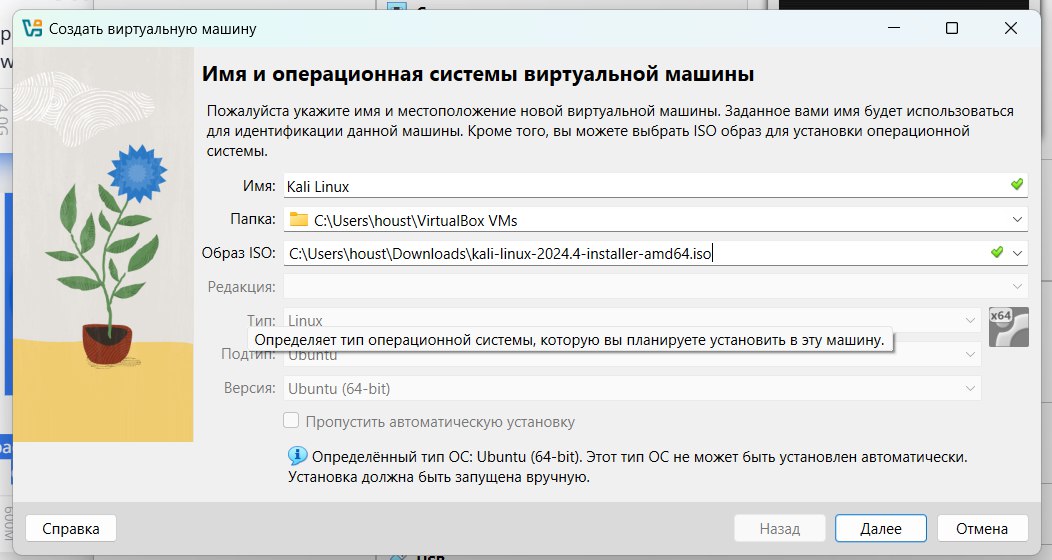 Создать виртуальную машину
Имя и операционная системы виртуальной машины
Пожалуйста укажите имя и местоположение новой виртуальной машины. Заданное вами имя будет использоваться
для идентификации данной машины. Кроме того, вы можете выбрать ISO образ для установки операционной
системы.
Имя: Kali Linux
Папка: C:\Users\houst\VirtualBox VMs
Образ ISO: C:\Users\houst\Downloads\kali-linux-2024.4-installer-amd64.iso
Редакция:
Тип: Linux
x64
Определяет тип операционной системы, которую вы планируете установить в эту машину.
Подтип: Ubuntu
Версия: Ubuntu (64-bit)
Пропустить автоматическую установку
Определённый тип ОС: Ubuntu (64-bit). Этот тип ОС не может быть установлен автоматически.
Установка должна быть запущена вручную.
Справка Назад Далее Отмена
600M
USB